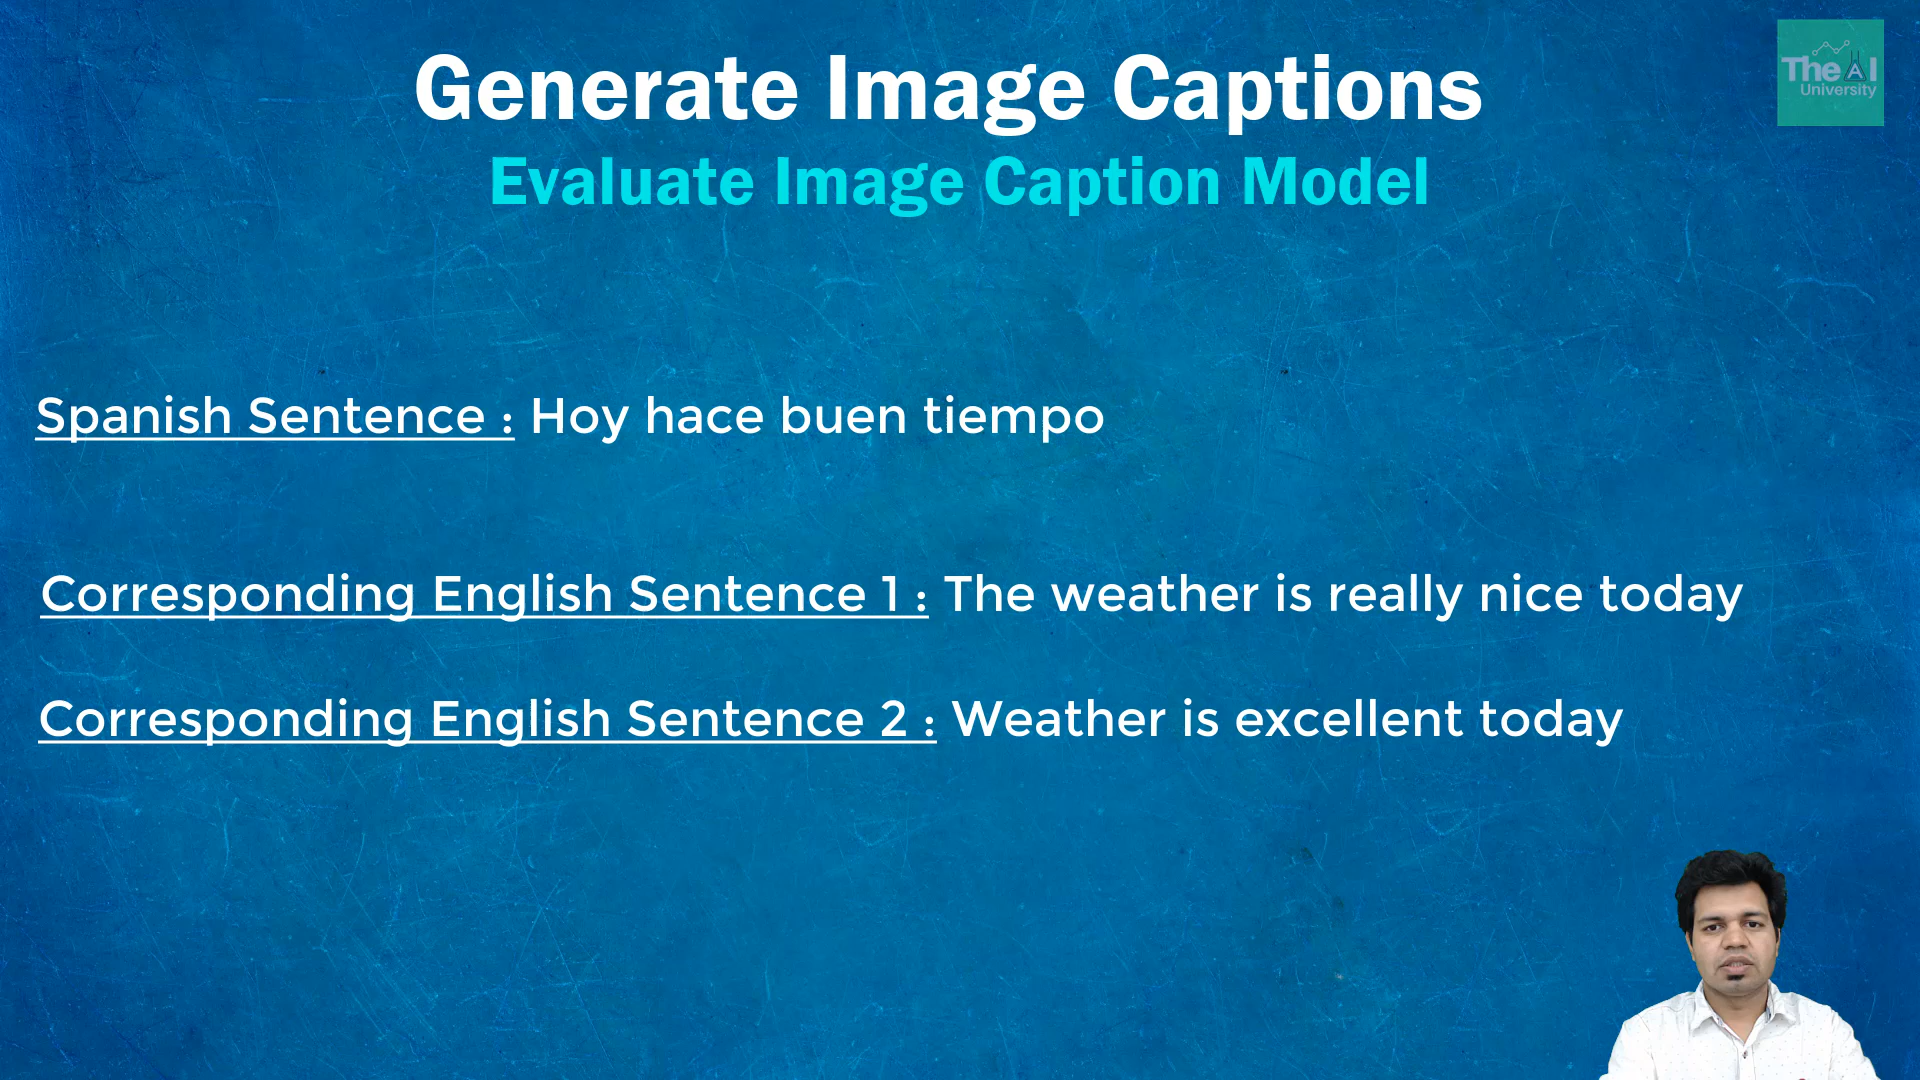 Generate Image Captions
Evaluate Image Caption Model
The AI
University
Spanish Sentence : Hoy hace buen tiempo
Corresponding English Sentence 1 : The weather is really nice today
Corresponding English Sentence 2 : Weather is excellent today